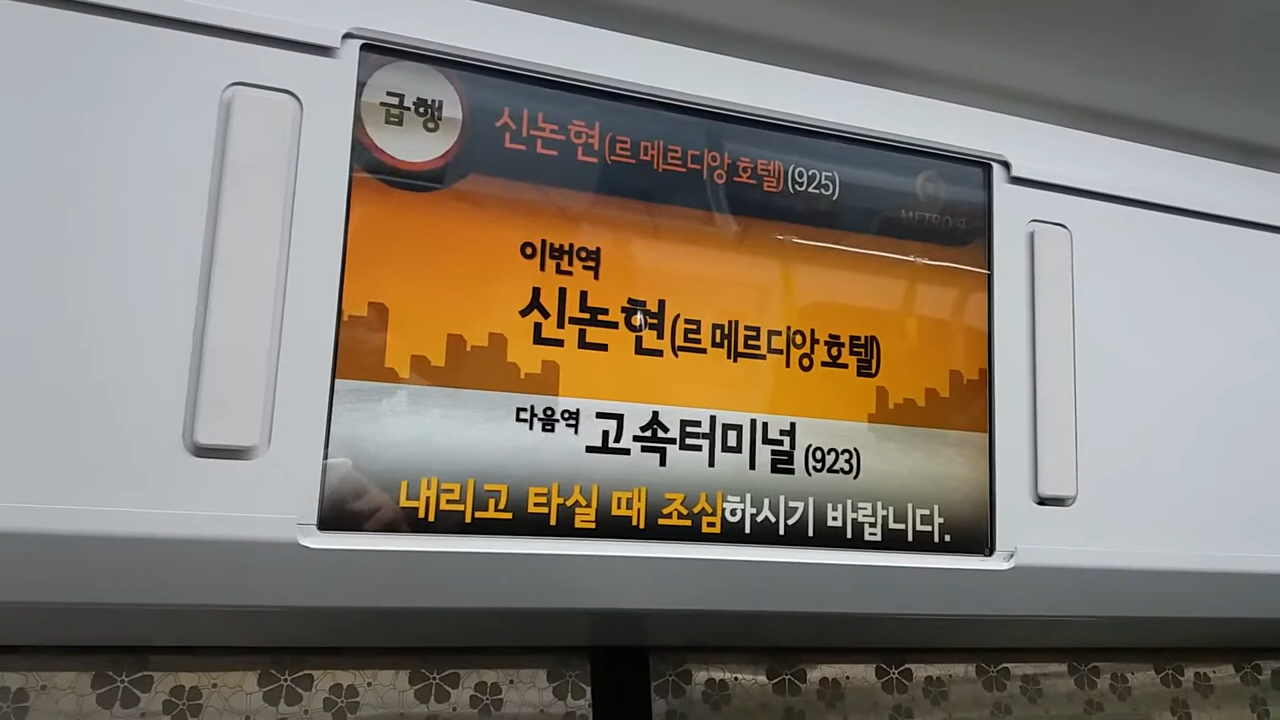 급행
신논현(르 메르디앙 호텔)(925)
METRO 9
이번역
신논현(르 메르디앙 호텔)
다음역 고속터미널 (923)
내리고 타실 때 조심하시기 바랍니다.